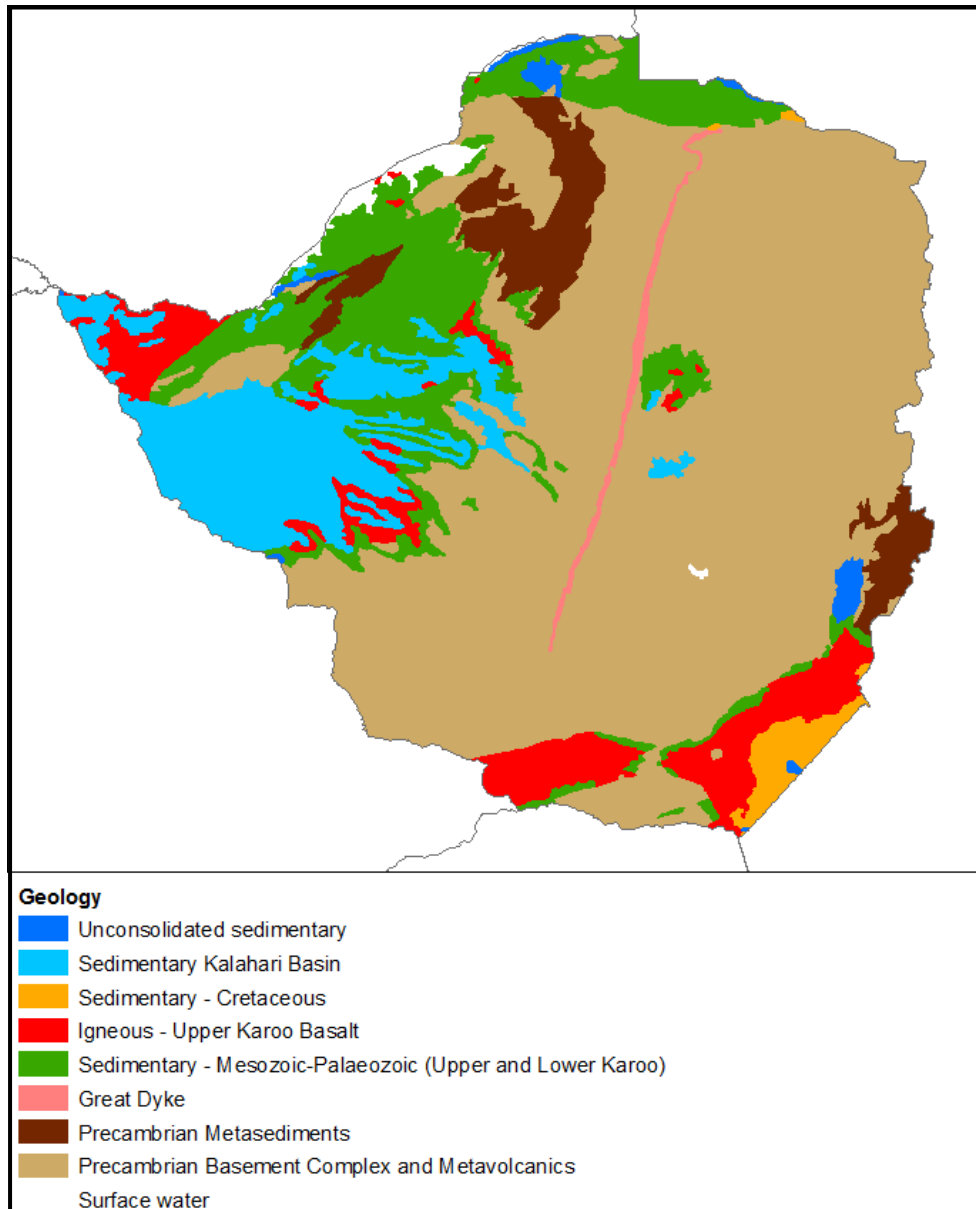 Geology
Unconsolidated sedimentary
Sedimentary Kalahari Basin
Sedimentary - Cretaceous
Igneous - Upper Karoo Basalt
Sedimentary - Mesozoic-Palaeozoic (Upper and Lower Karoo)
Great Dyke
Precambrian Metasediments
Precambrian Basement Complex and Metavolcanics
Surface water